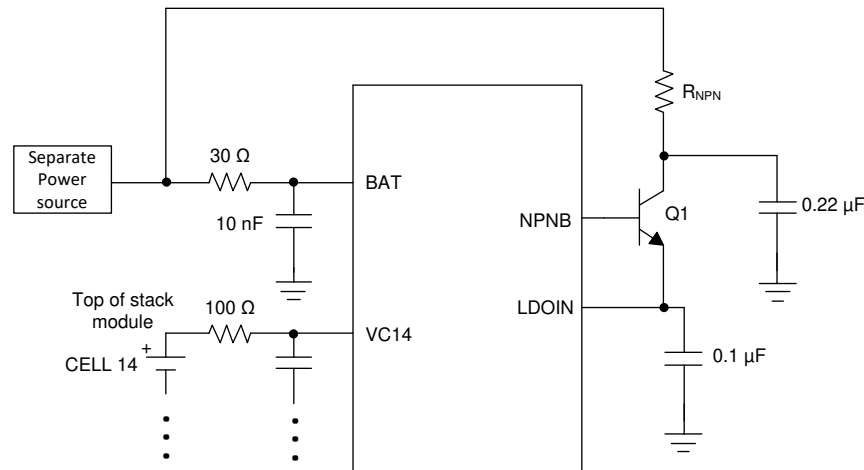 R_NPN
Separate
Power
source
30 Ω
BAT
10 nF
NPNB
Q1
0.22 µF
Top of stack
module
100 Ω
LDOIN
VC14
CELL 14
+
0.1 µF